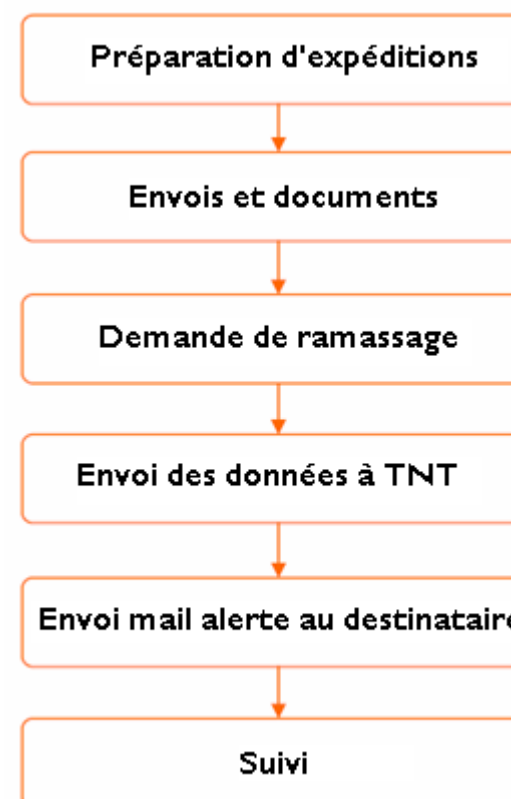 Préparation d'expéditions
Envois et documents
Demande de ramassage
Envoi des données à TNT
Envoi mail alerte au destinataire
Suivi